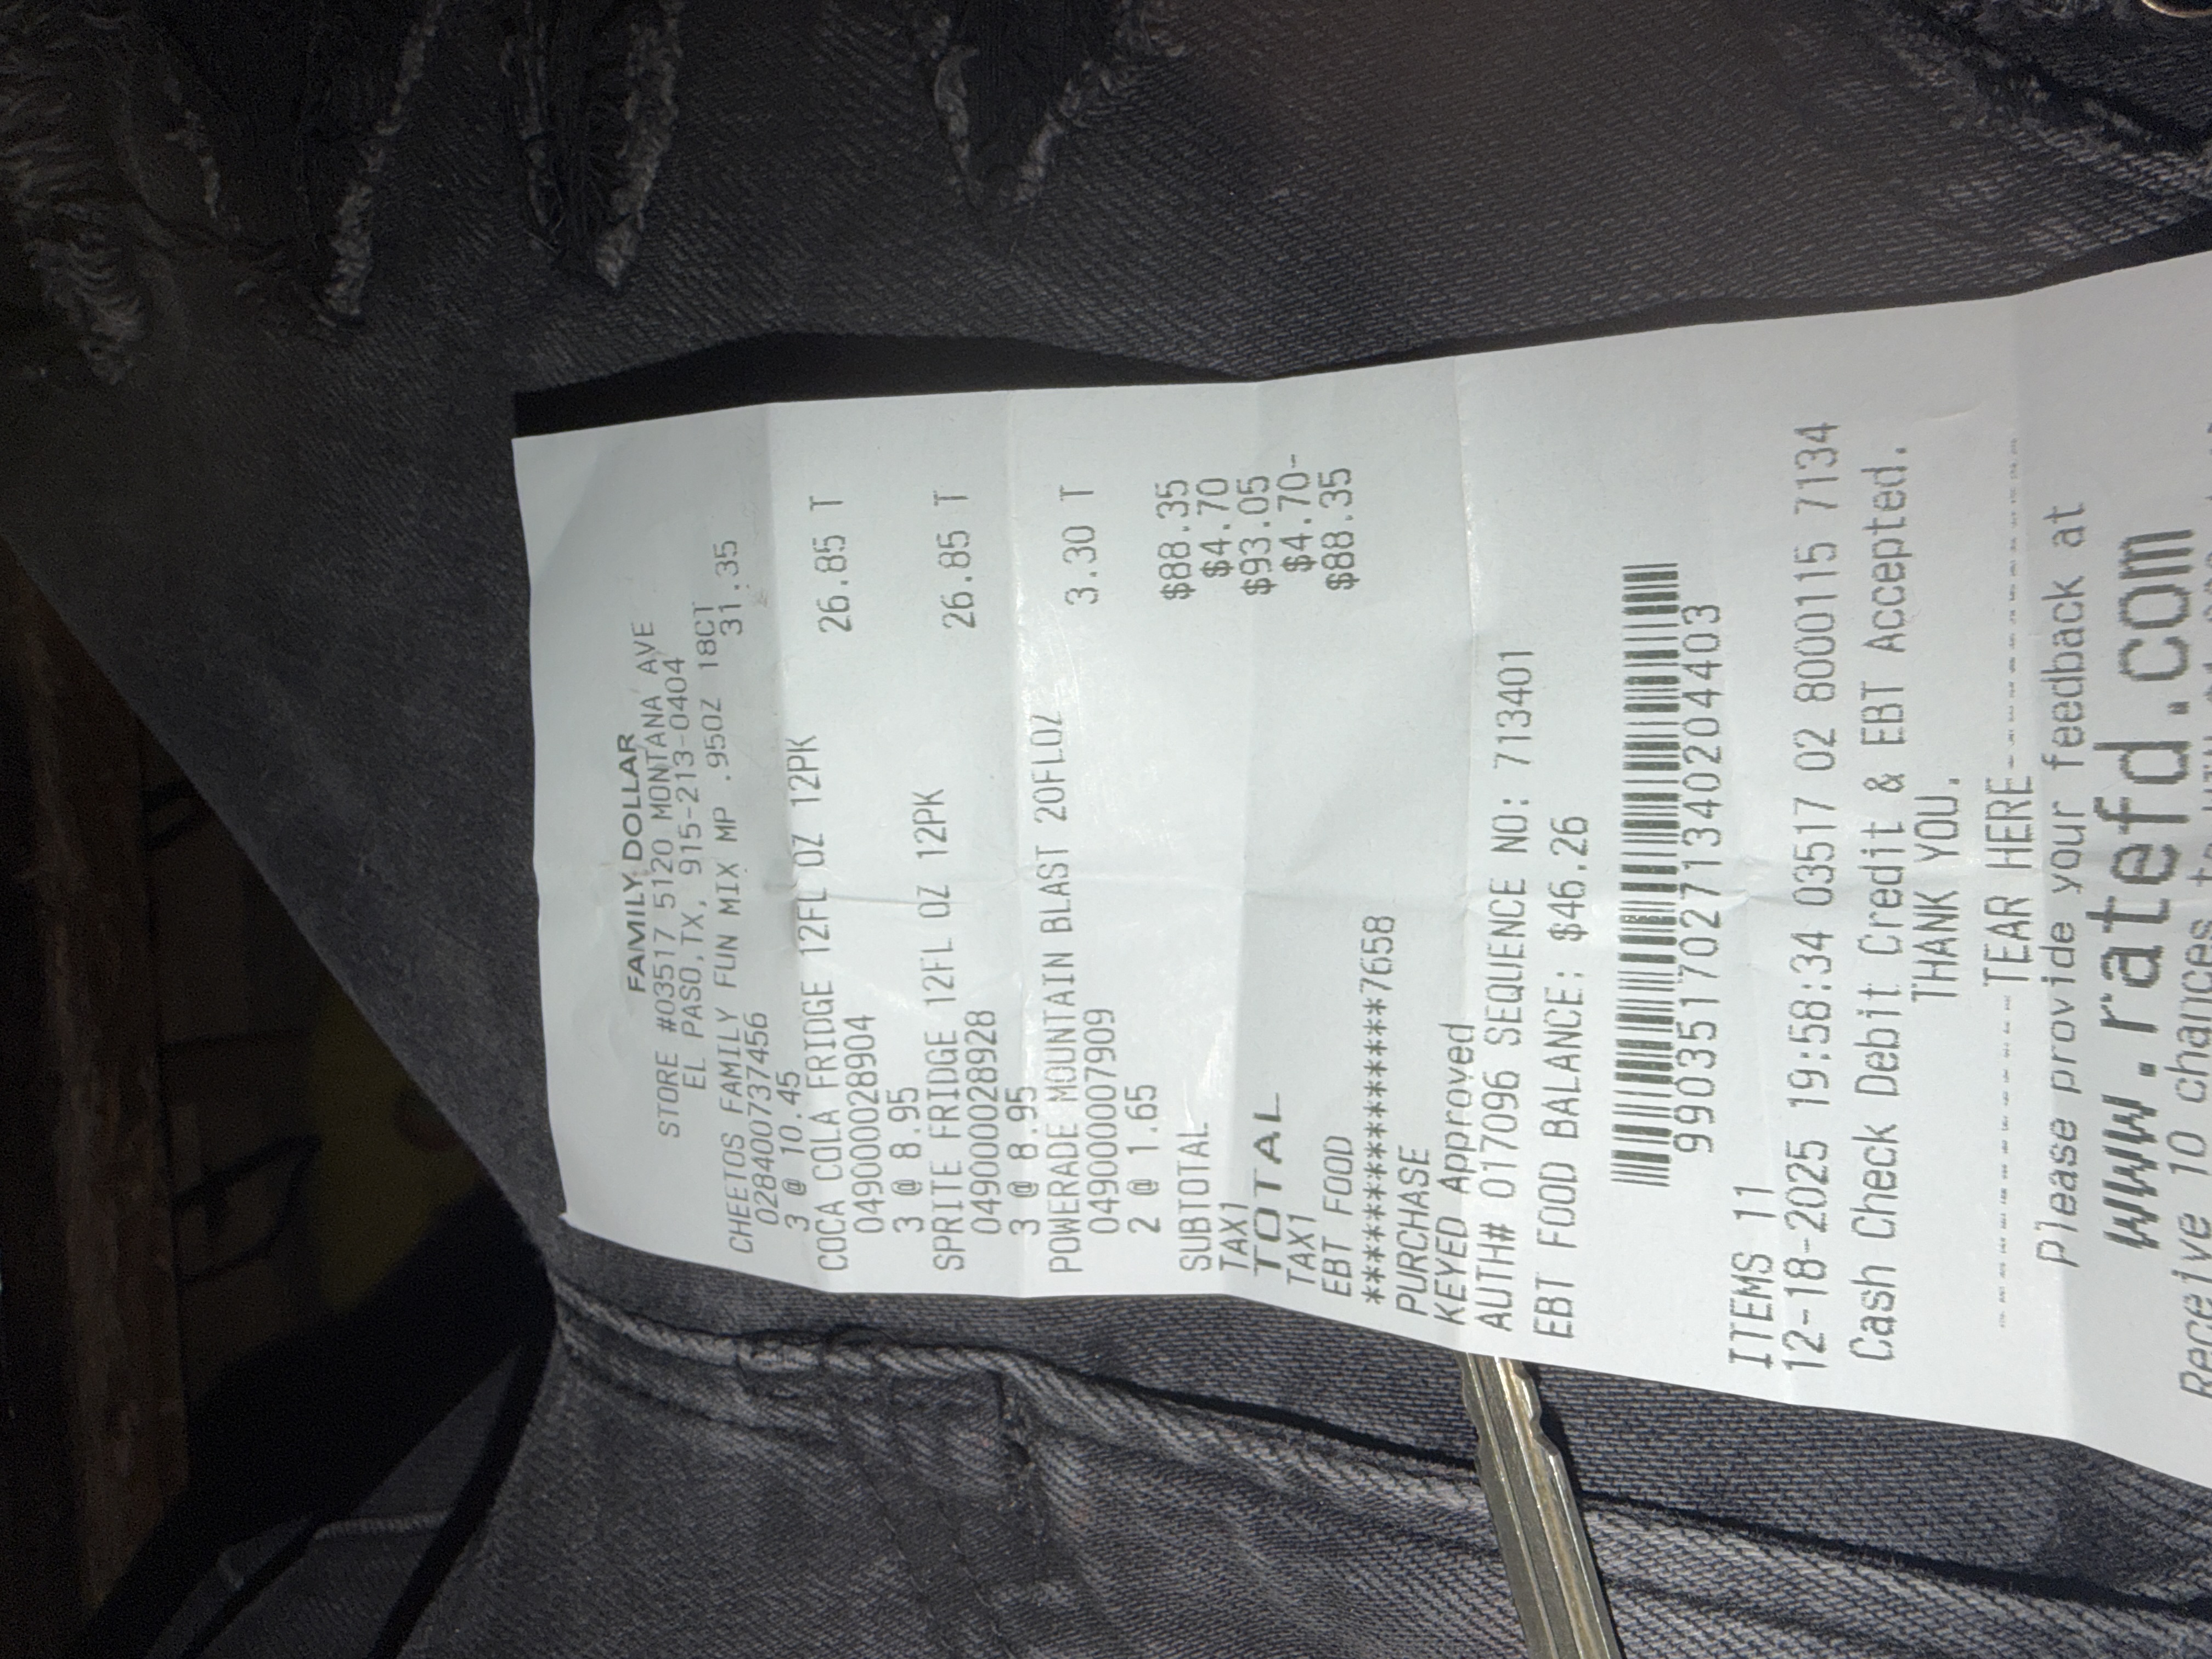 FAMILY DOLLAR
STORE #03517 5120 MONTANA AVE
EL PASO,TX, 915-213-0404
CHEETOS FAMILY FUN MIX MP .95OZ 18CT
028400737456 31.35
3 @ 10.45
COCA COLA FRIDGE 12FL OZ 12PK
049000028904 26.85 T
3 @ 8.95
SPRITE FRIDGE 12FL OZ 12PK
049000028928 26.85 T
3 @ 8.95
POWERADE MOUNTAIN BLAST 20FLOZ
049000007909 3.30 T
2 @ 1.65
SUBTOTAL $88.35
TAX1 $4.70
TOTAL $93.05
TAX1 $4.70-
EBT FOOD $88.35
************7658
PURCHASE
KEYED Approved
AUTH# 017096 SEQUENCE NO: 713401
EBT FOOD BALANCE: $46.26
99035170271340204403
ITEMS 11
12-18-2025 19:58:34 03517 02 8000115 7134
Cash Check Debit Credit & EBT Accepted.
THANK YOU.
TEAR HERE
Please provide your feedback at
www.ratefd.com
Receive 10 chances to